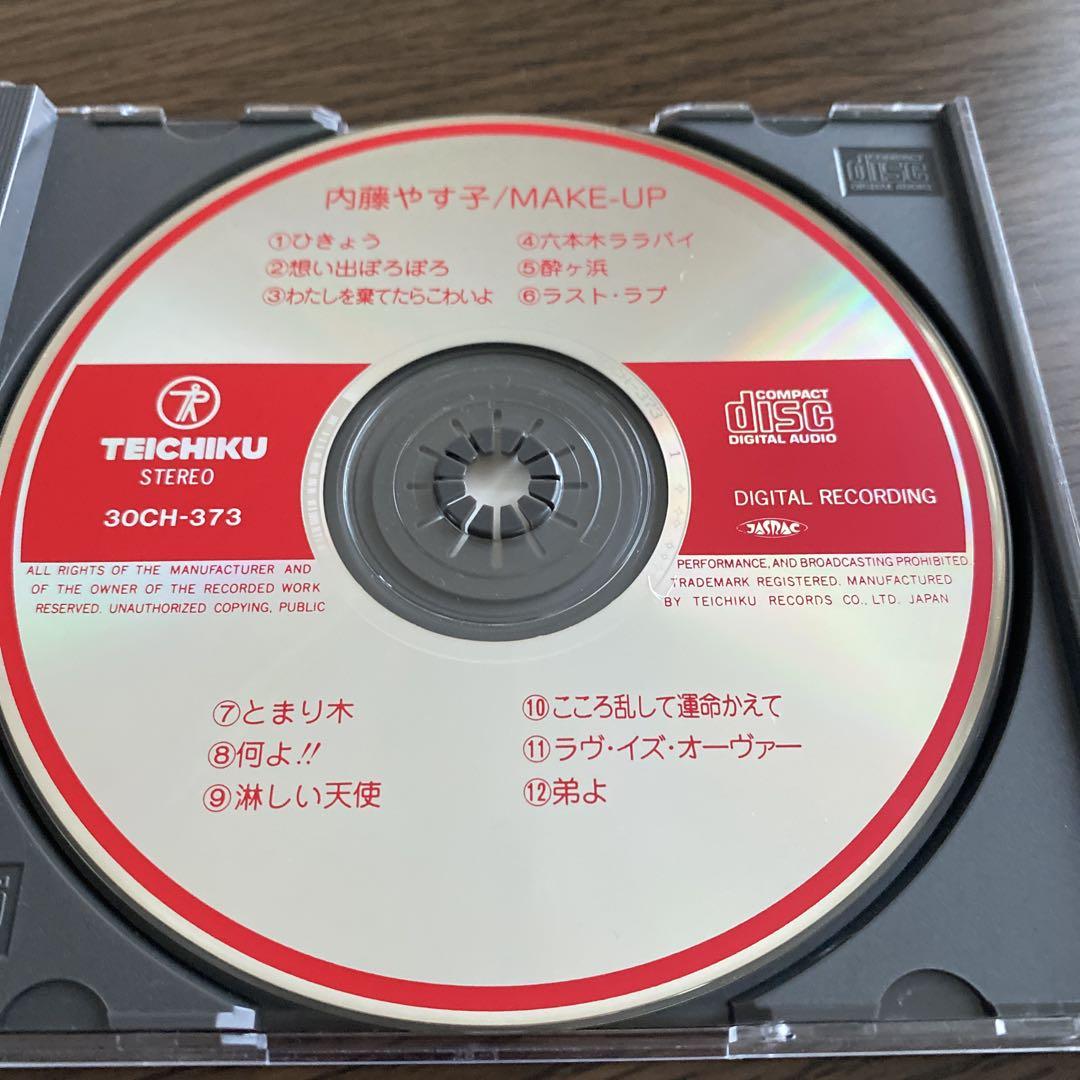 内藤やす子/MAKE-UP
①ひきょう
②想い出ぼろぼろ
③わたしを棄てたらこわいよ
④六本木ララバイ
⑤酔ヶ浜
⑥ラスト・ラブ
TEICHIKU
STEREO
30CH-373
COMPACT
disc
DIGITAL AUDIO
DIGITAL RECORDING
JASRAC
ALL RIGHTS OF THE MANUFACTURER AND
OF THE OWNER OF THE RECORDED WORK
RESERVED. UNAUTHORIZED COPYING, PUBLIC
PERFORMANCE, AND BROADCASTING PROHIBITED.
TRADEMARK REGISTERED. MANUFACTURED
BY TEICHIKU RECORDS CO., LTD. JAPAN
⑦とまり木
⑧何よ!!
⑨淋しい天使
⑩こころ乱して運命かえて
⑪ラヴ・イズ・オーヴァー
⑫弟よ
COMPACT
disc
DIGITAL AUDIO